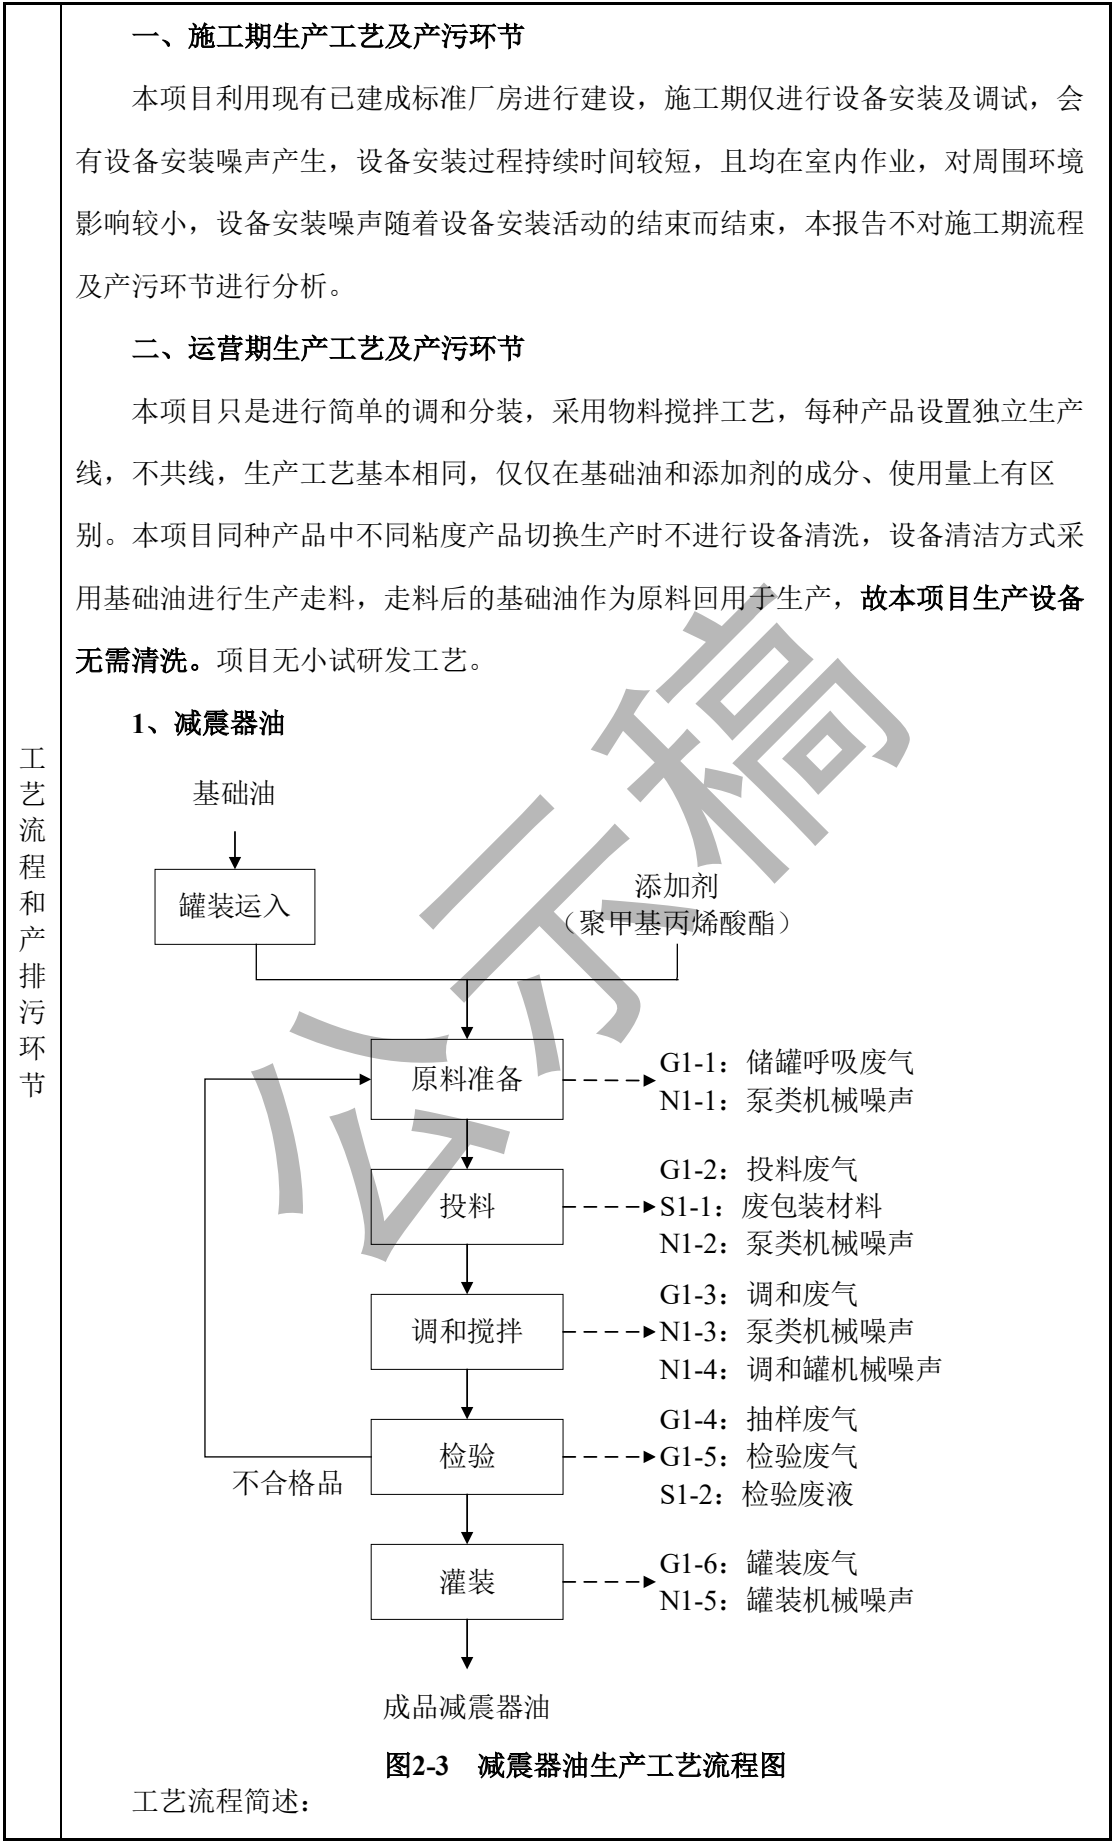 工艺流程和产排污环节
一、施工期生产工艺及产污环节
本项目利用现有已建成标准厂房进行建设，施工期仅进行设备安装及调试，会
有设备安装噪声产生，设备安装过程持续时间较短，且均在室内作业，对周围环境
影响较小，设备安装噪声随着设备安装活动的结束而结束，本报告不对施工期流程
及产污环节进行分析。
二、运营期生产工艺及产污环节
本项目只是进行简单的调和分装，采用物料搅拌工艺，每种产品设置独立生产
线，不共线，生产工艺基本相同，仅仅在基础油和添加剂的成分、使用量上有区
别。本项目同种产品中不同粘度产品切换生产时不进行设备清洗，设备清洁方式采
用基础油进行生产走料，走料后的基础油作为原料回用于生产，故本项目生产设备
无需清洗。项目无小试研发工艺。
1、减震器油
基础油
罐装运入
添加剂
（聚甲基丙烯酸酯）
原料准备
G1-1：储罐呼吸废气
N1-1：泵类机械噪声
投料
G1-2：投料废气
S1-1：废包装材料
N1-2：泵类机械噪声
调和搅拌
G1-3：调和废气
N1-3：泵类机械噪声
N1-4：调和罐机械噪声
检验
G1-4：抽样废气
G1-5：检验废气
S1-2：检验废液
不合格品
灌装
G1-6：罐装废气
N1-5：罐装机械噪声
成品减震器油
图2-3 减震器油生产工艺流程图
工艺流程简述：
公示稿